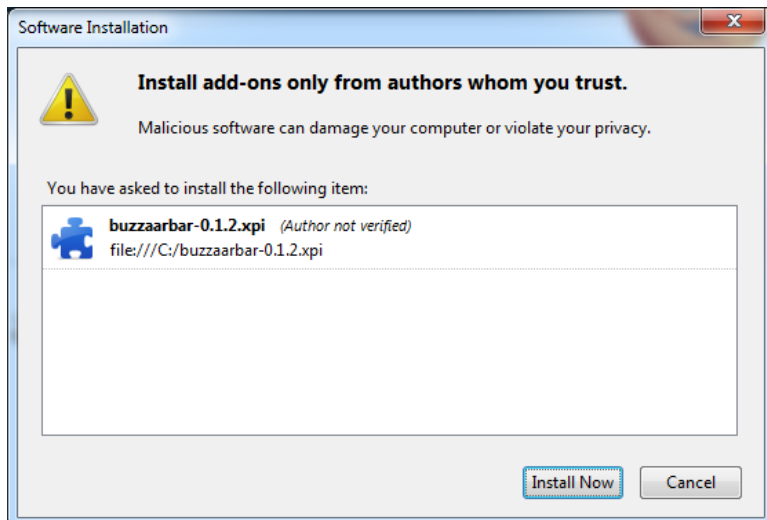 Software Installation
Install add-ons only from authors whom you trust.
Malicious software can damage your computer or violate your privacy.
You have asked to install the following item:
buzzaarbar-0.1.2.xpi (Author not verified)
file:///C:/buzzaarbar-0.1.2.xpi
Install Now Cancel